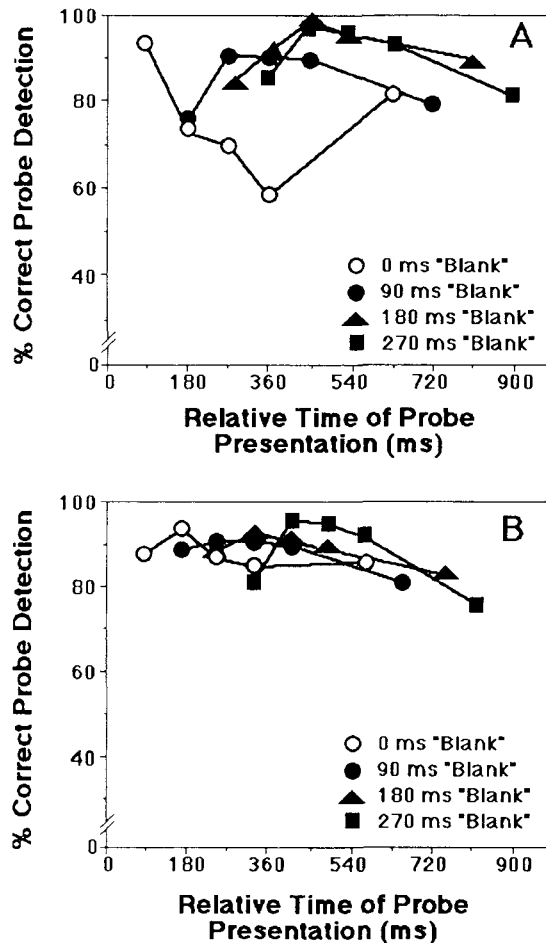 A
% Correct Probe Detection
100
80
60
40
0
0 ms "Blank"
90 ms "Blank"
180 ms "Blank"
270 ms "Blank"
0 180 360 540 720 900
Relative Time of Probe
Presentation (ms)
B
% Correct Probe Detection
100
80
60
40
0
0 ms "Blank"
90 ms "Blank"
180 ms "Blank"
270 ms "Blank"
0 180 360 540 720 900
Relative Time of Probe
Presentation (ms)